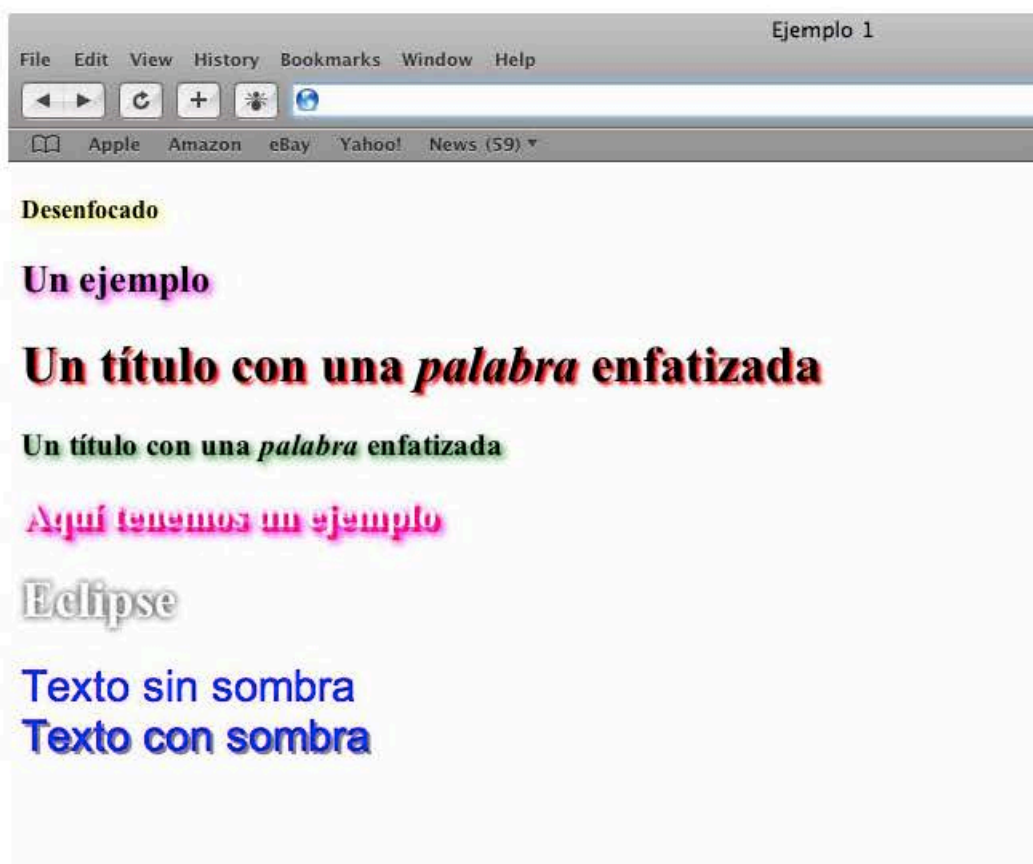 Ejemplo 1
File Edit View History Bookmarks Window Help
Apple Amazon eBay Yahoo! News (59)
Desenfocado
Un ejemplo
Un título con una palabra enfatizada
Un título con una palabra enfatizada
Aquí tenemos un ejemplo
Eclipse
Texto sin sombra
Texto con sombra